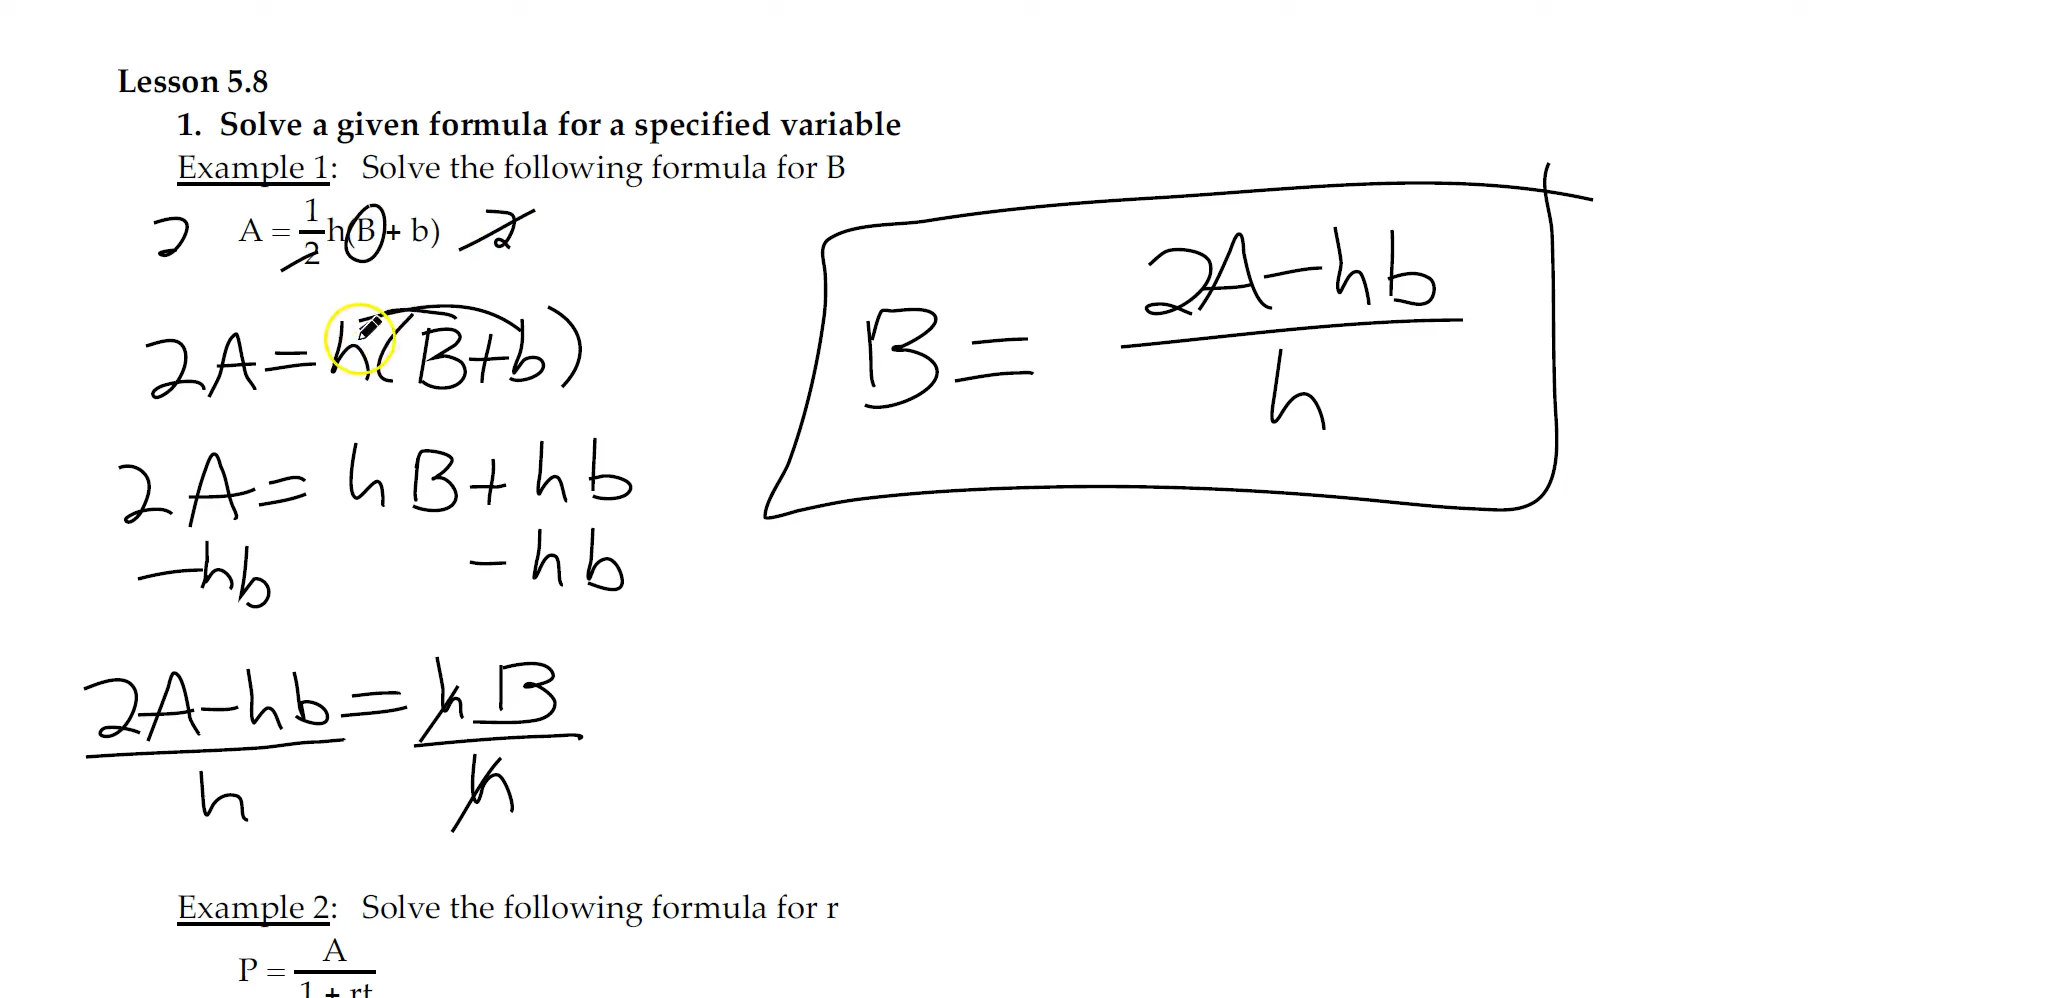 Lesson 5.8
1. Solve a given formula for a specified variable
Example 1: Solve the following formula for B
2 A = 1/2 h(B + b) 2
2A = h(B+b)
2A = hB + hb
-hb -hb
2A-hb/h = hB/h
B = 2A-hb/h
Example 2: Solve the following formula for r
P = A/1 + rt